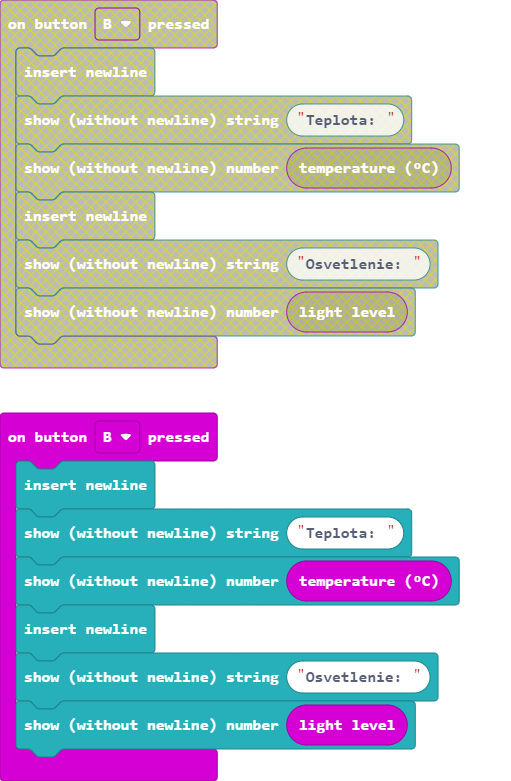 on button B pressed
insert newline
show (without newline) string "Teplota: "
show (without newline) number temperature (ºC)
insert newline
show (without newline) string "Osvetlenie: "
show (without newline) number light level
on button B pressed
insert newline
show (without newline) string "Teplota: "
show (without newline) number temperature (ºC)
insert newline
show (without newline) string "Osvetlenie: "
show (without newline) number light level